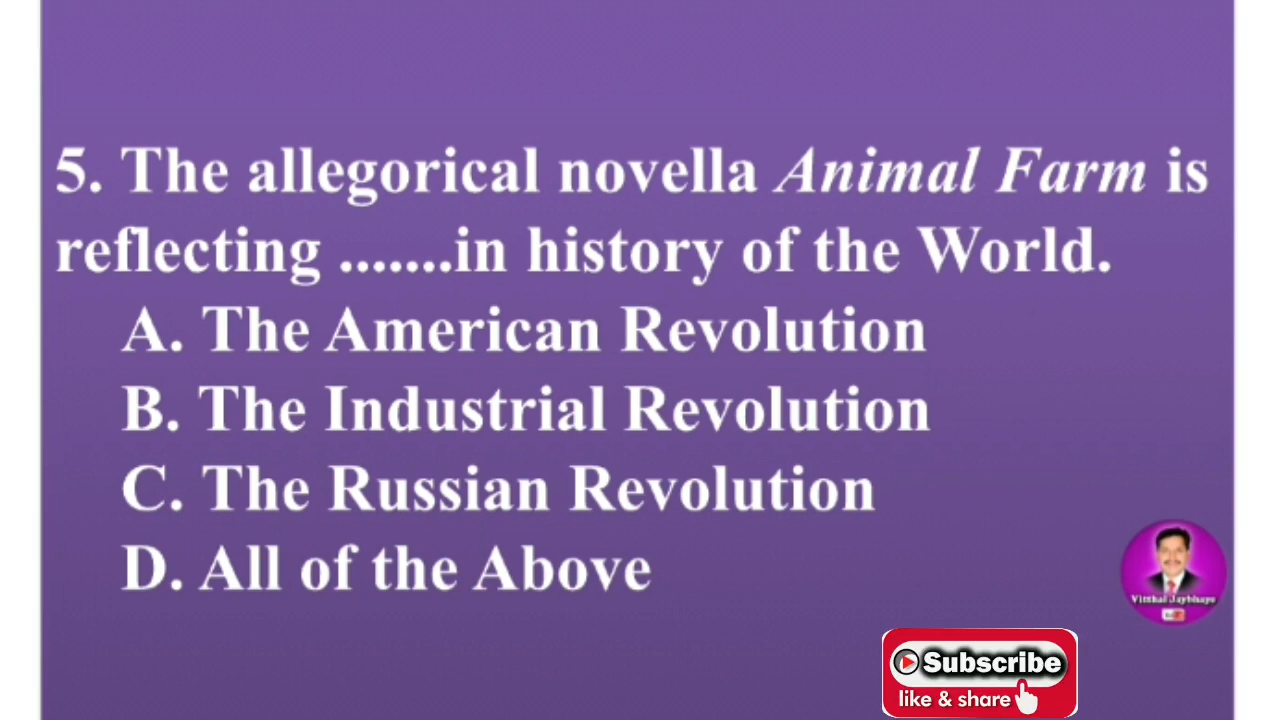 5. The allegorical novella Animal Farm is
reflecting .......in history of the World.
A. The American Revolution
B. The Industrial Revolution
C. The Russian Revolution
D. All of the Above
Vitthal Jaybhaye
Subscribe
like & share